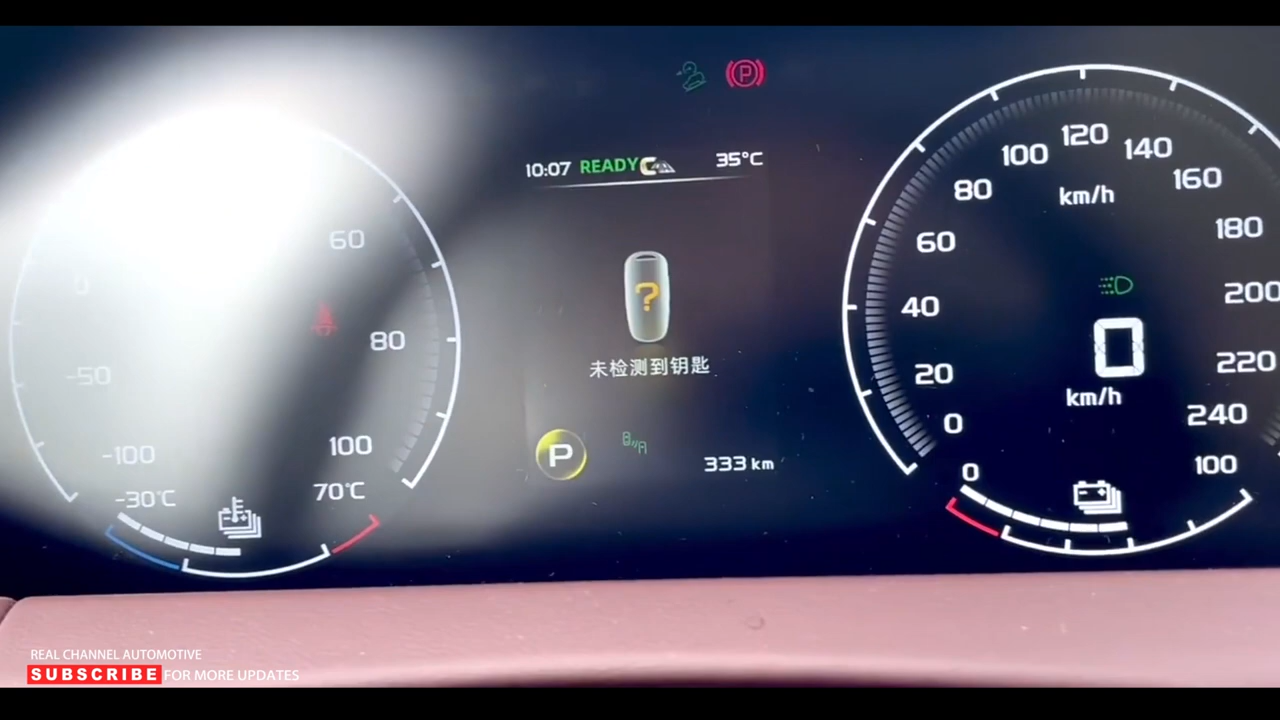 P
10:07 READY 35°C
?
未检测到钥匙
P
333 km
0
60
-50
80
-100
100
-30℃
70℃
0
20
40
60
80
100
120
140
160
180
200
220
240
km/h
0
km/h
0
100
REAL CHANNEL AUTOMOTIVE
SUBSCRIBE FOR MORE UPDATES